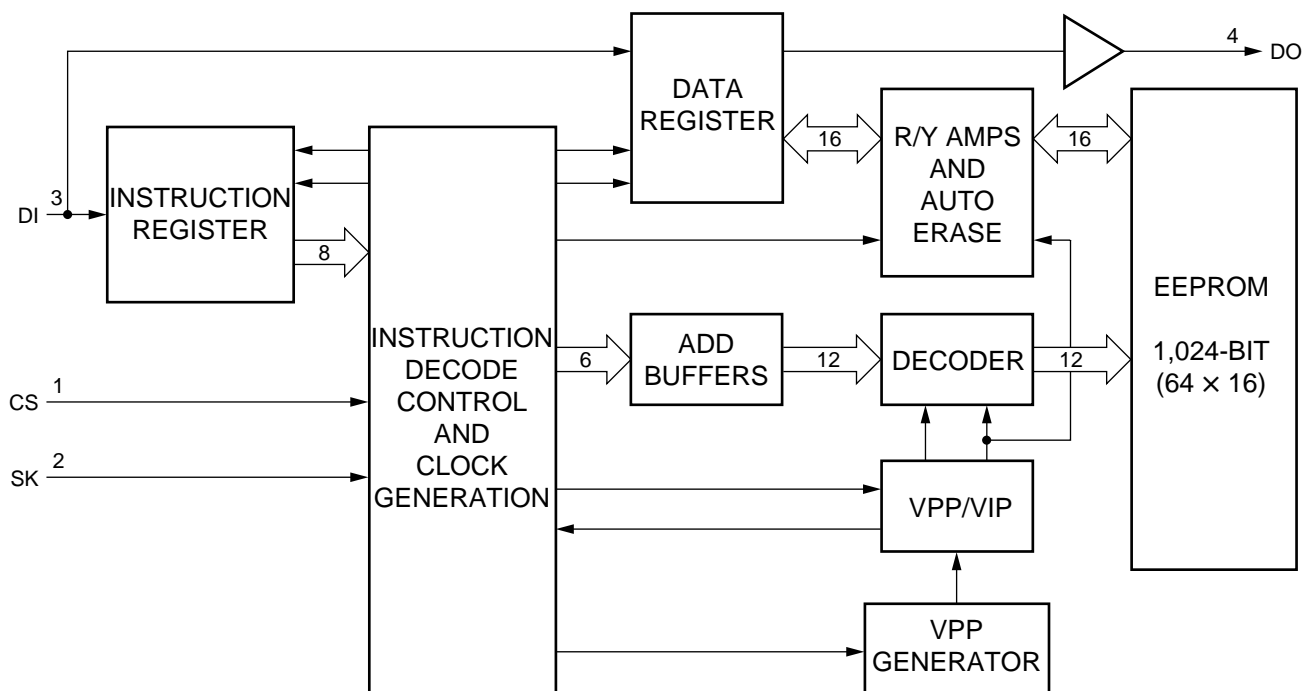 4
DO
DATA
REGISTER
16
R/Y AMPS
AND
AUTO
ERASE
16
3
DI
INSTRUCTION
REGISTER
8
EEPROM
1,024-BIT
(64 × 16)
INSTRUCTION
DECODE
CONTROL
AND
CLOCK
GENERATION
6
ADD
BUFFERS
12
DECODER
12
1
CS
2
SK
VPP/VIP
VPP
GENERATOR